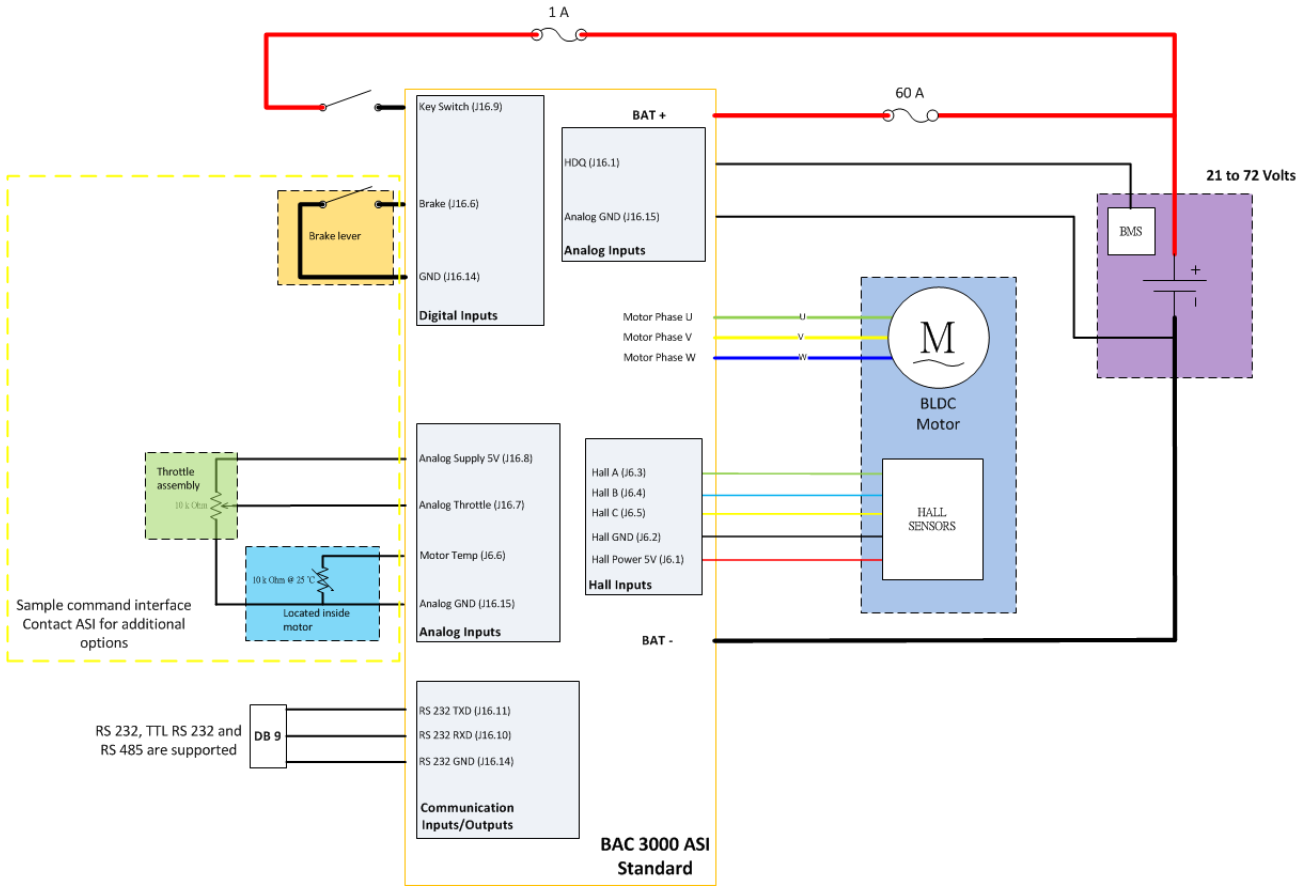 1 A
60 A
Key Switch (J16.9)
BAT +
HDQ (J16.1)
21 to 72 Volts
Brake (J16.6)
Analog GND (J16.15)
BMS
Brake lever
Analog Inputs
+
GND (J16.14)
Digital Inputs
Motor Phase U
U
Motor Phase V
V
Motor Phase W
W
M
BLDC
Motor
Analog Supply 5V (J16.8)
Throttle
assembly
10 k Ohm
Analog Throttle (J16.7)
Hall A (J6.3)
Hall B (J6.4)
Hall C (J6.5)
Hall GND (J6.2)
Hall Power 5V (J6.1)
Hall Inputs
HALL
SENSORS
Motor Temp (J6.6)
10 k Ohm @ 25 °C
Analog GND (J16.15)
Located inside
motor
Analog Inputs
Sample command interface
Contact ASI for additional
options
BAT -
RS 232 TXD (J16.11)
RS 232 RXD (J16.10)
RS 232 GND (J16.14)
RS 232, TTL RS 232 and
RS 485 are supported
DB 9
Communication
Inputs/Outputs
BAC 3000 ASI
Standard